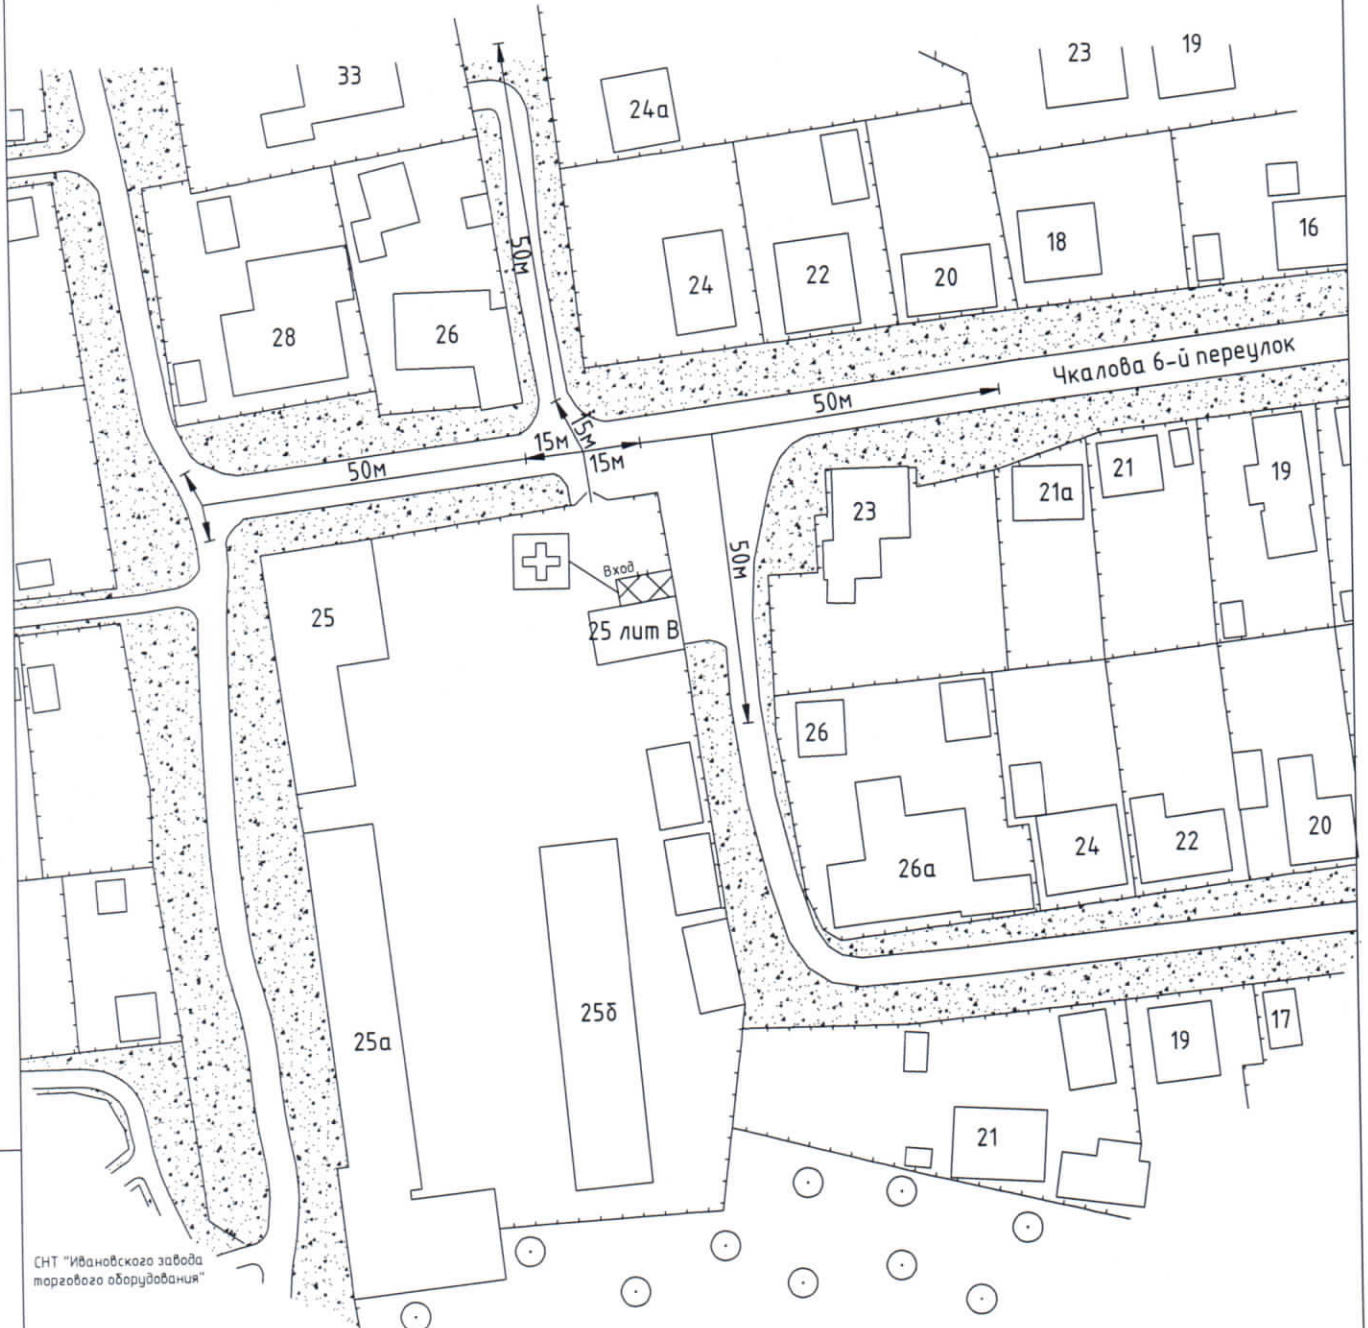 33
24а
23
19
50м
24
22
20
18
16
28
26
Чкалова 6-й переулок
50м
15м
15м
15м
50м
23
21а
21
19
50м
Вход
25
25 лит В
26
26а
24
22
20
25а
25б
19
17
21
СНТ "Ивановского завода
торгового оборудования"